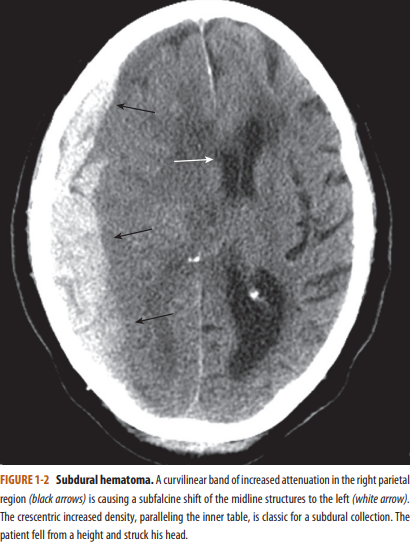 FIGURE 1-2 Subdural hematoma. A curvilinear band of increased attenuation in the right parietal
region (black arrows) is causing a subfalcine shift of the midline structures to the left (white arrow).
The crescentric increased density, paralleling the inner table, is classic for a subdural collection. The
patient fell from a height and struck his head.